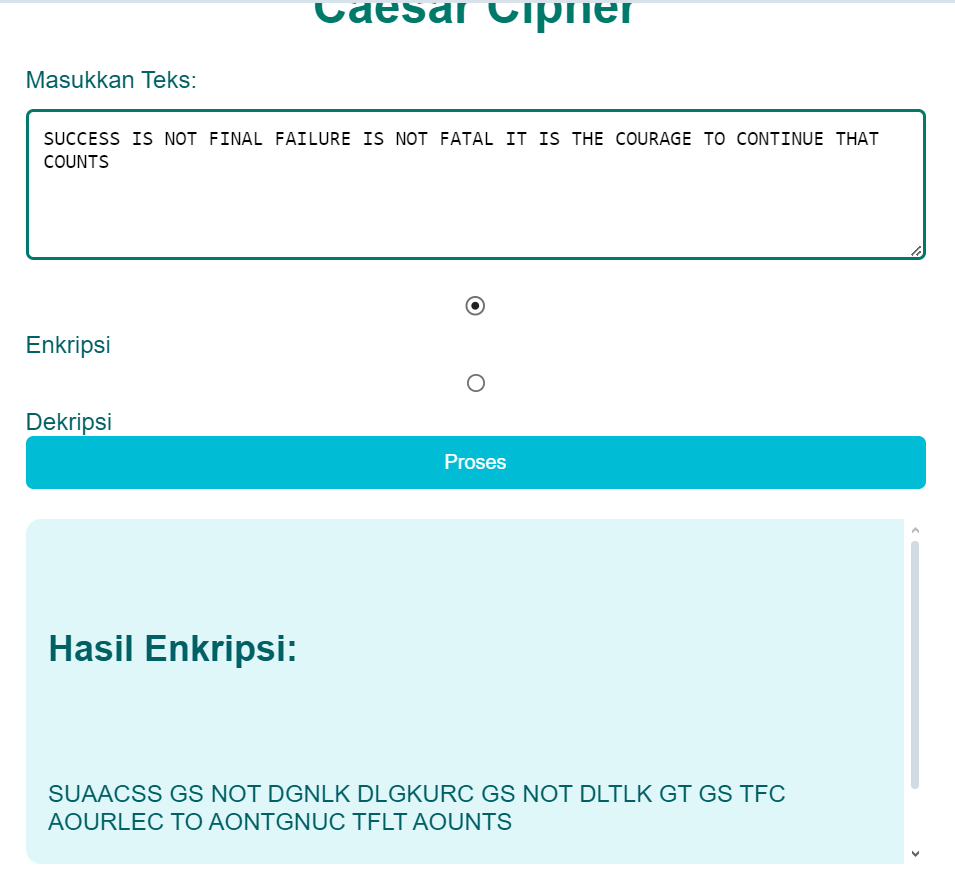 Caesar Cipher
Masukkan Teks:
SUCCESS IS NOT FINAL FAILURE IS NOT FATAL IT IS THE COURAGE TO CONTINUE THAT
COUNTS
Enkripsi
Dekripsi
Proses
Hasil Enkripsi:
SUAACSS GS NOT DGNLK DLGKURC GS NOT DLTLK GT GS TFC
AOURLEC TO AONTGNUC TFLT AOUNTS